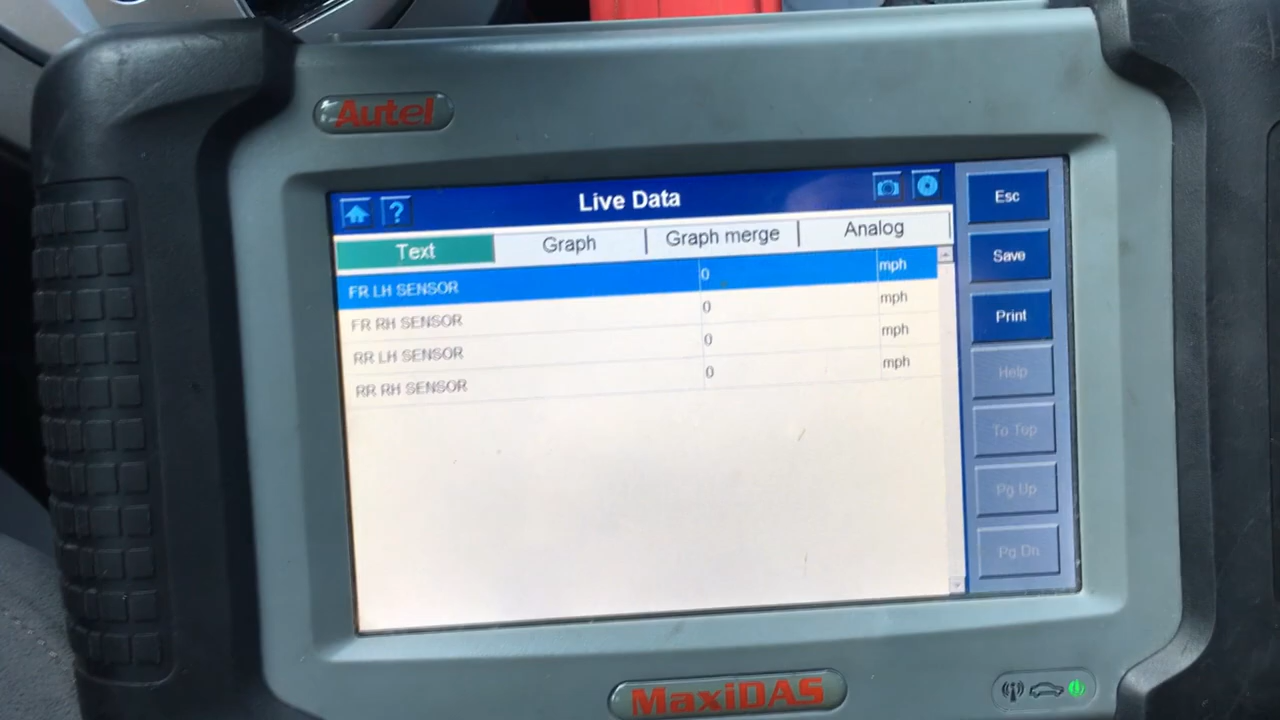 Autel
Live Data
?
Esc
Text
Graph
Graph merge
Analog
Save
FR LH SENSOR 0 mph
FR RH SENSOR 0 mph
RR LH SENSOR 0 mph
RR RH SENSOR 0 mph
Print
Help
To Top
Pg Up
Pg Dn
MaxiDAS